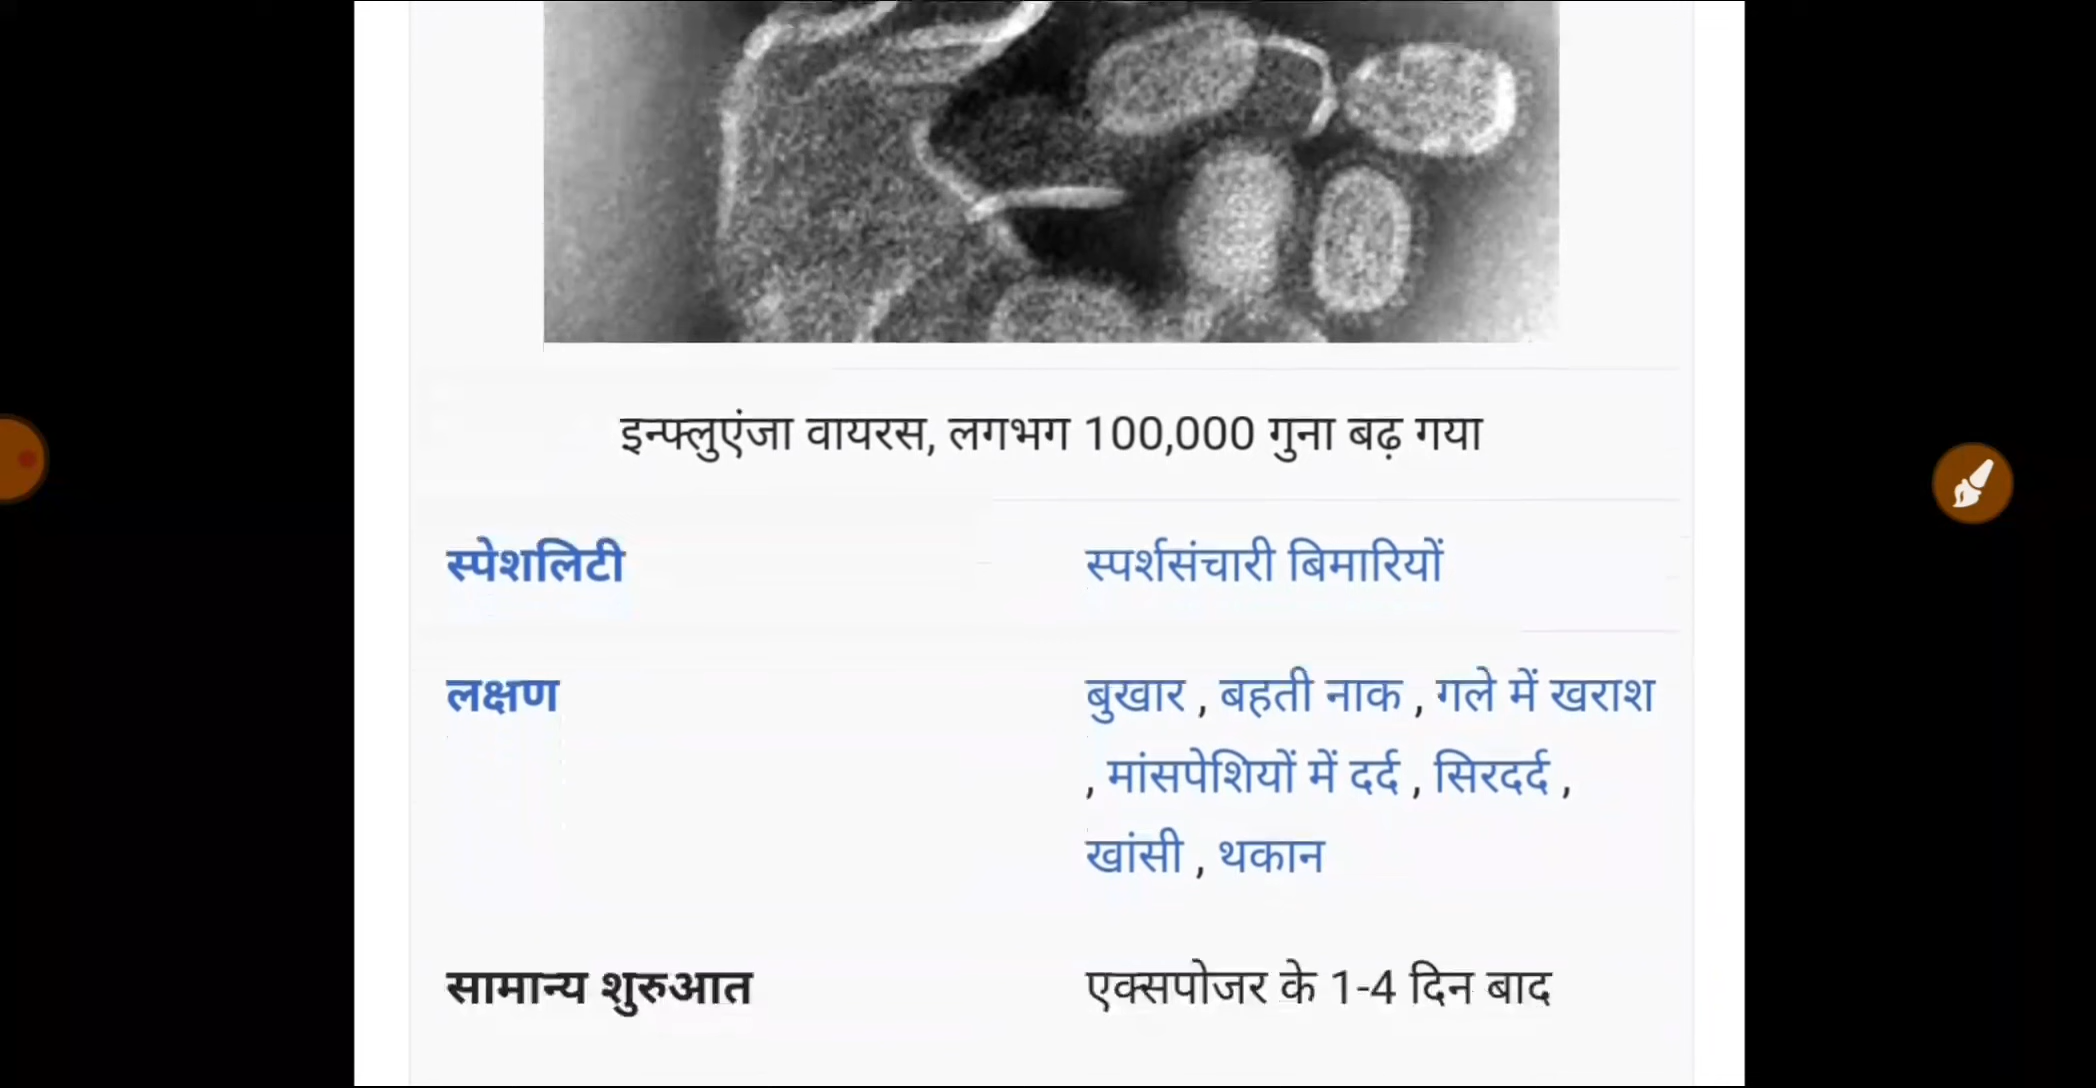 इन्फ्लुएंजा वायरस, लगभग 100,000 गुना बढ़ गया
स्पेशलिटी स्पर्शसंचारी बिमारियों
लक्षण बुखार , बहती नाक , गले में खराश
, मांसपेशियों में दर्द , सिरदर्द ,
खांसी , थकान
सामान्य शुरुआत एक्सपोजर के 1-4 दिन बाद